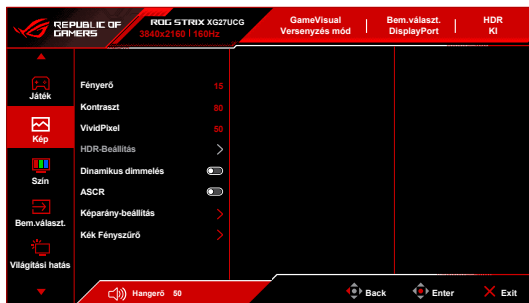 REPUBLIC OF
GAMERS
ROG STRIX XG27UCG
3840x2160 | 160Hz
GameVisual
Versenyzés mód
Bem.választ.
DisplayPort
HDR
KI
Játék
Kép
Szín
Bem.választ.
Világítási hatás
Fényerő 15
Kontraszt 80
VividPixel 50
HDR-Beállítás
Dinamikus dimmelés
ASCR
Képarány-beállítás
Kék Fényszűrő
Hangerő 50
Back
Enter
Exit